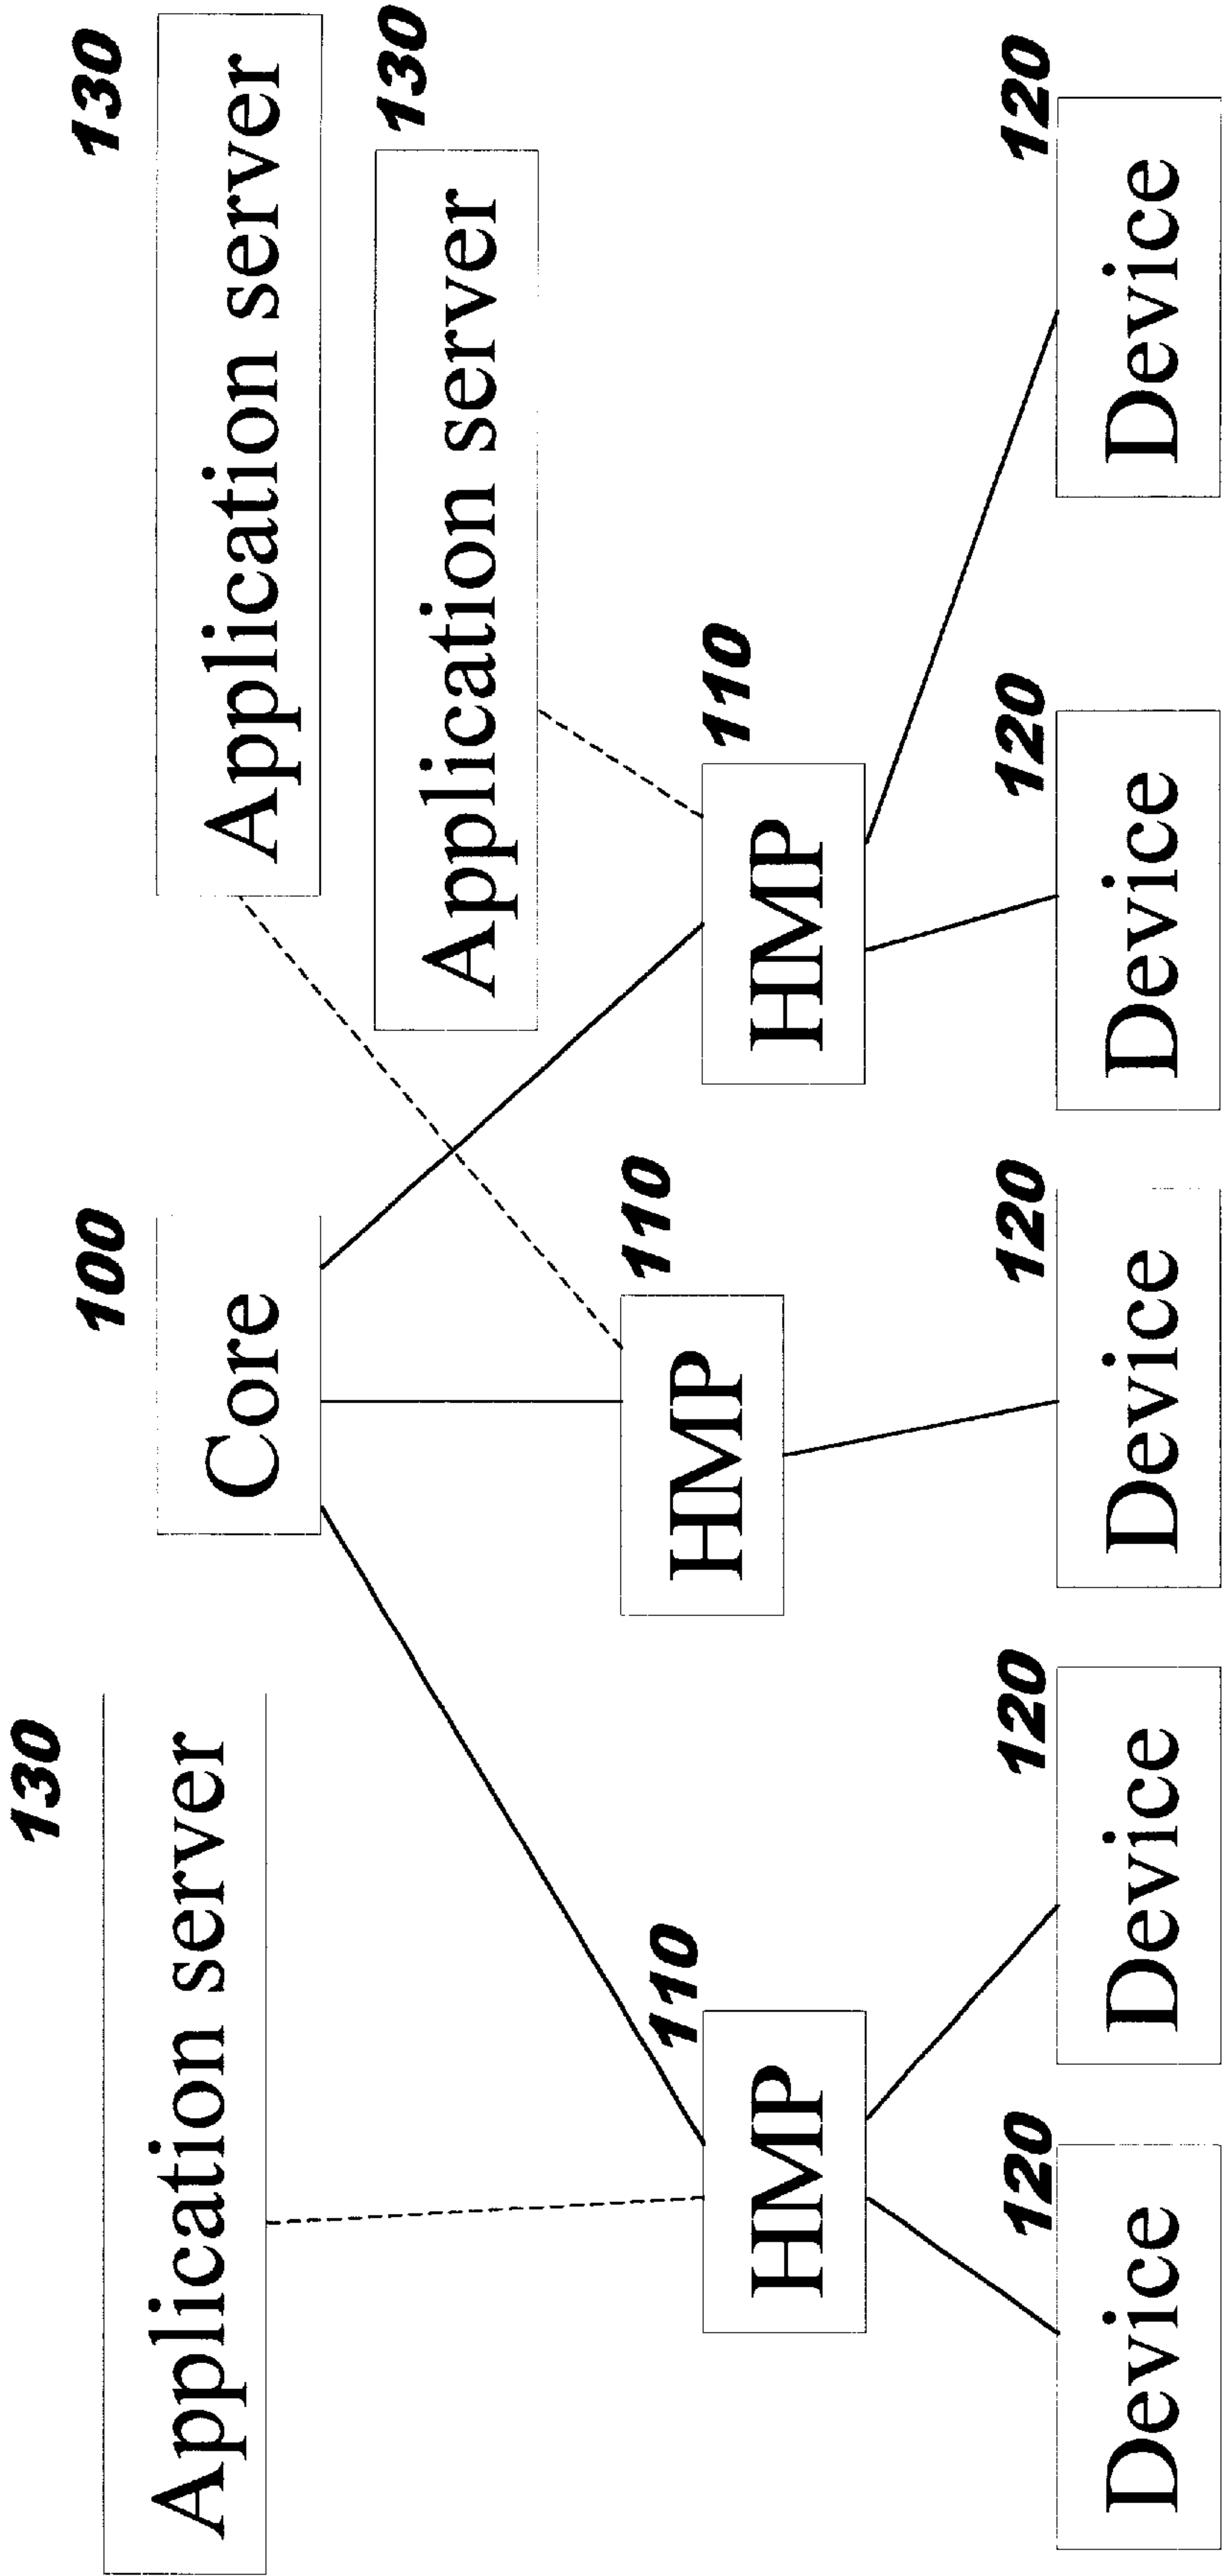 130
100
130
Application server
Core
Application server
130
Application server
110
110
110
HMP
HMP
HMP
120
120
120
120
120
Device
Device
Device
Device
Device